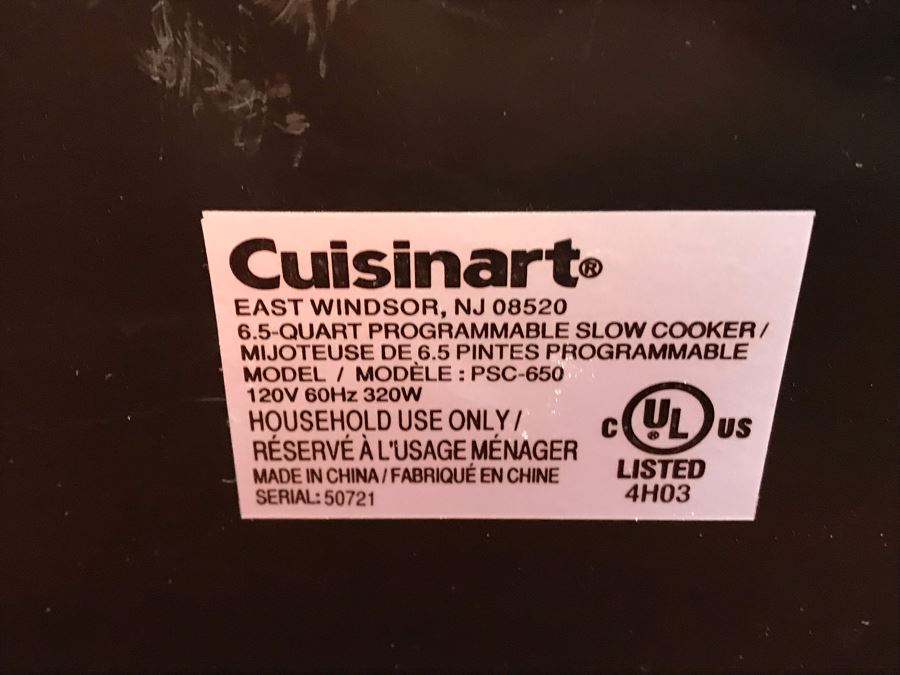 Cuisinart®
EAST WINDSOR, NJ 08520
6.5-QUART PROGRAMMABLE SLOW COOKER /
MIJOTEUSE DE 6.5 PINTES PROGRAMMABLE
MODEL / MODÈLE : PSC-650
120V 60Hz 320W
HOUSEHOLD USE ONLY /
RÉSERVÉ À L'USAGE MÉNAGER
MADE IN CHINA / FABRIQUÉ EN CHINE
SERIAL: 50721
C UL® US
LISTED
4H03